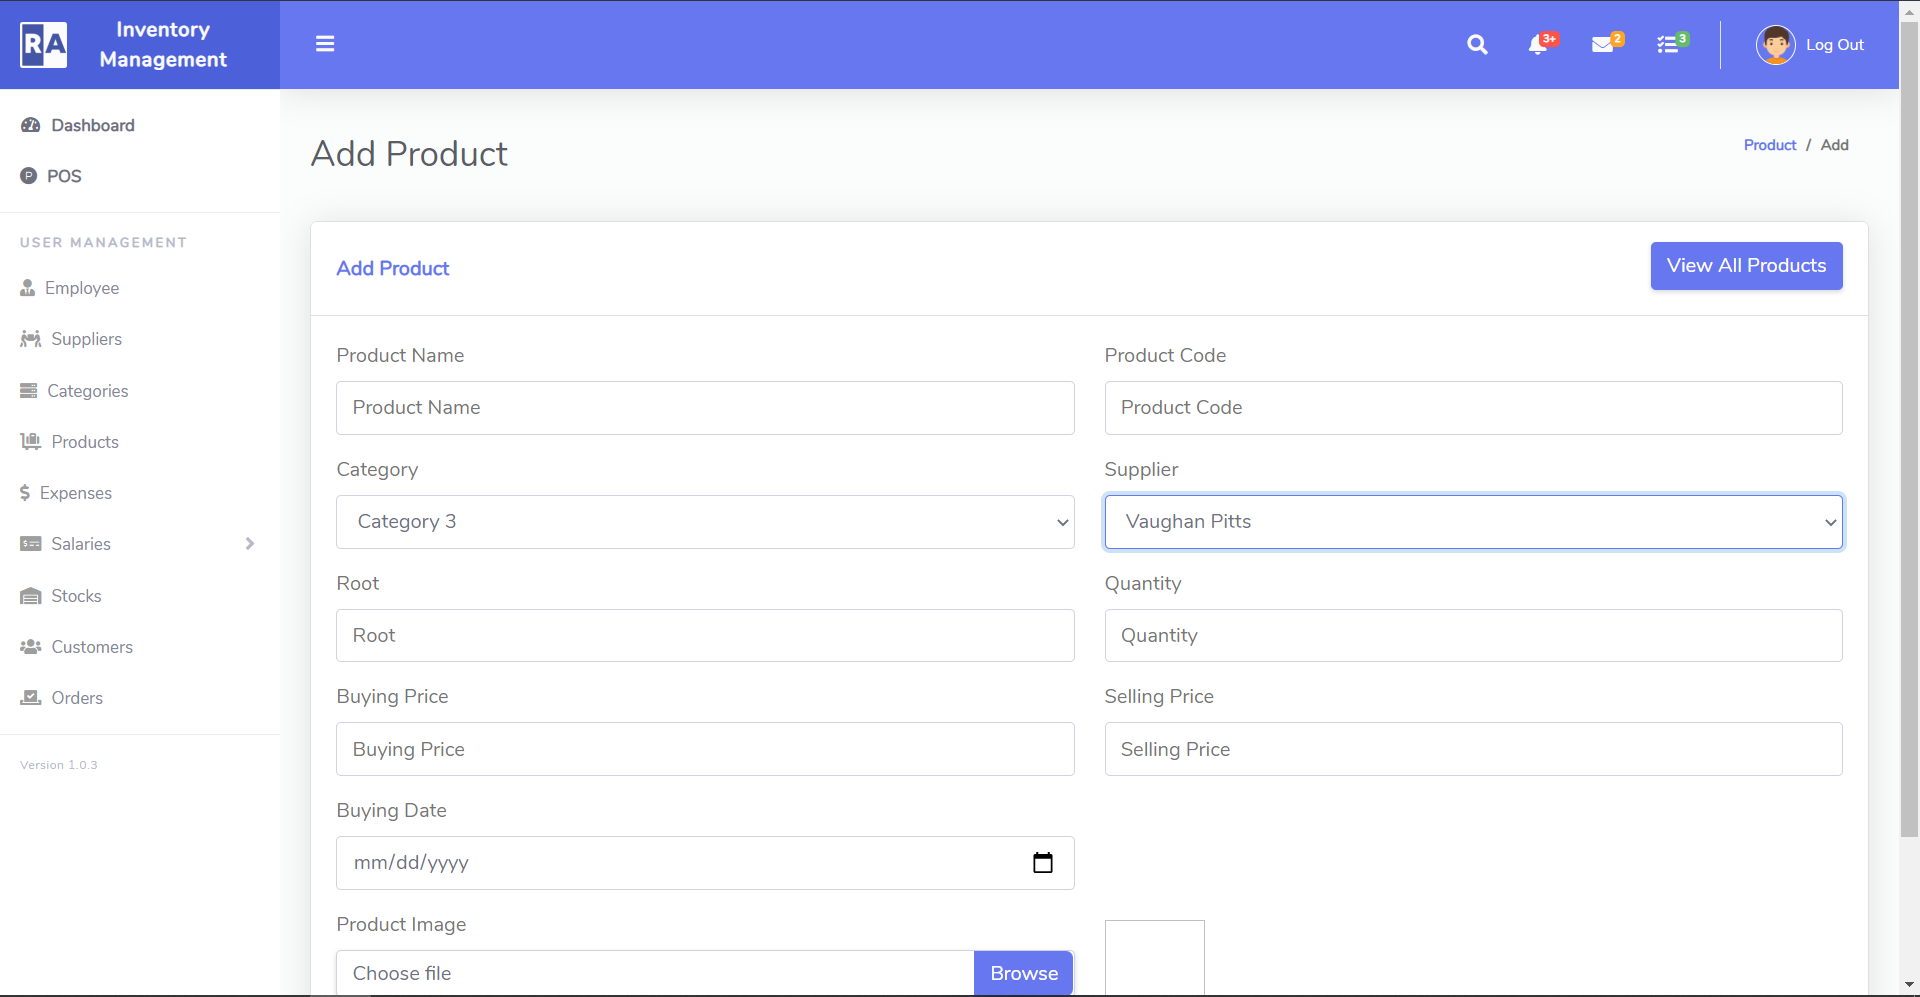 RA
Inventory
Management
3+
2
3
Log Out
Dashboard
P POS
USER MANAGEMENT
Employee
Suppliers
Categories
Products
$ Expenses
Salaries
Stocks
Customers
Orders
Version 1.0.3
Add Product
Product / Add
Add Product
View All Products
Product Name
Product Code
Product Name
Product Code
Category
Supplier
Category 3
Vaughan Pitts
Root
Quantity
Root
Quantity
Buying Price
Selling Price
Buying Price
Selling Price
Buying Date
mm/dd/yyyy
Product Image
Choose file
Browse